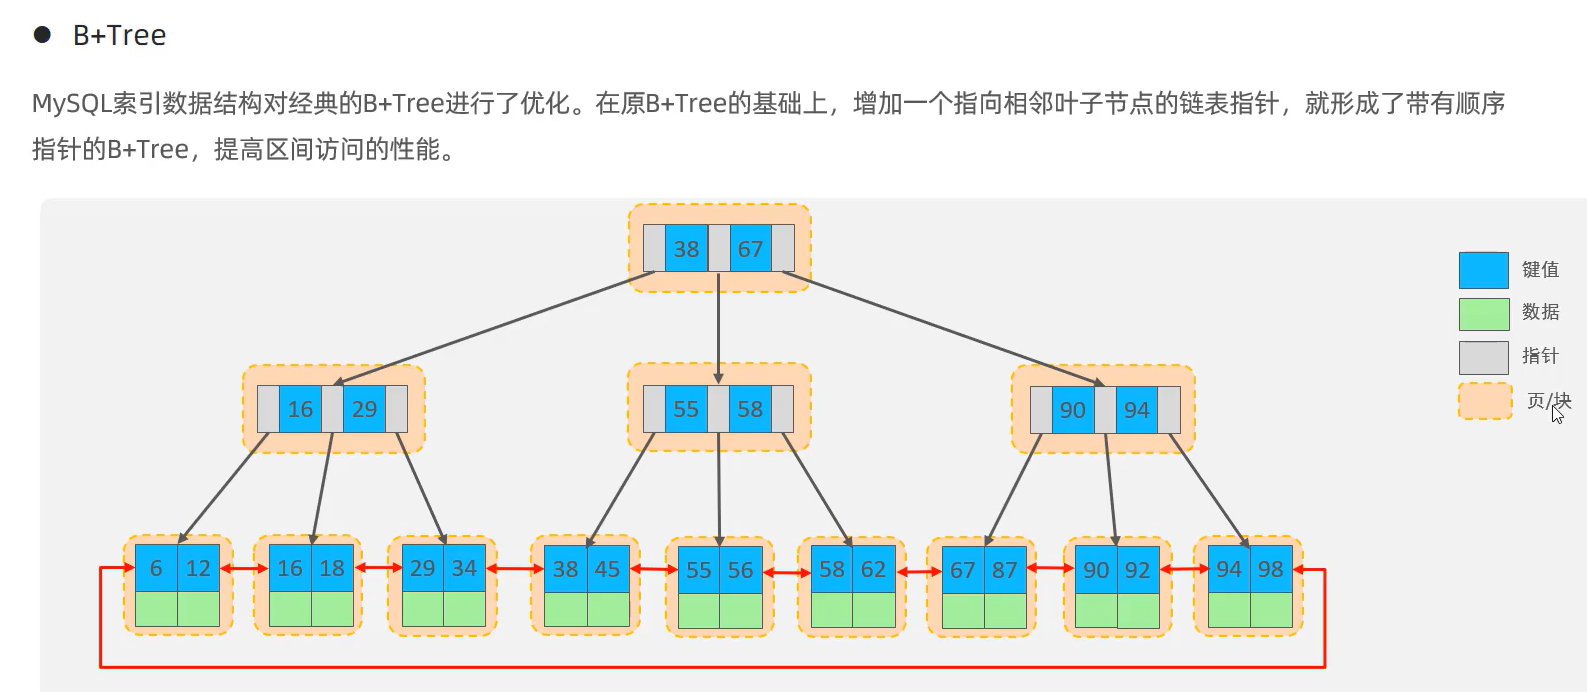 ● B+Tree
MySQL索引数据结构对经典的B+Tree进行了优化。在原B+Tree的基础上，增加一个指向相邻叶子节点的链表指针，就形成了带有顺序
指针的B+Tree，提高区间访问的性能。
38 67
键值
数据
指针
页/块
16 29 55 58 90 94
6 12 16 18 29 34 38 45 55 56 58 62 67 87 90 92 94 98